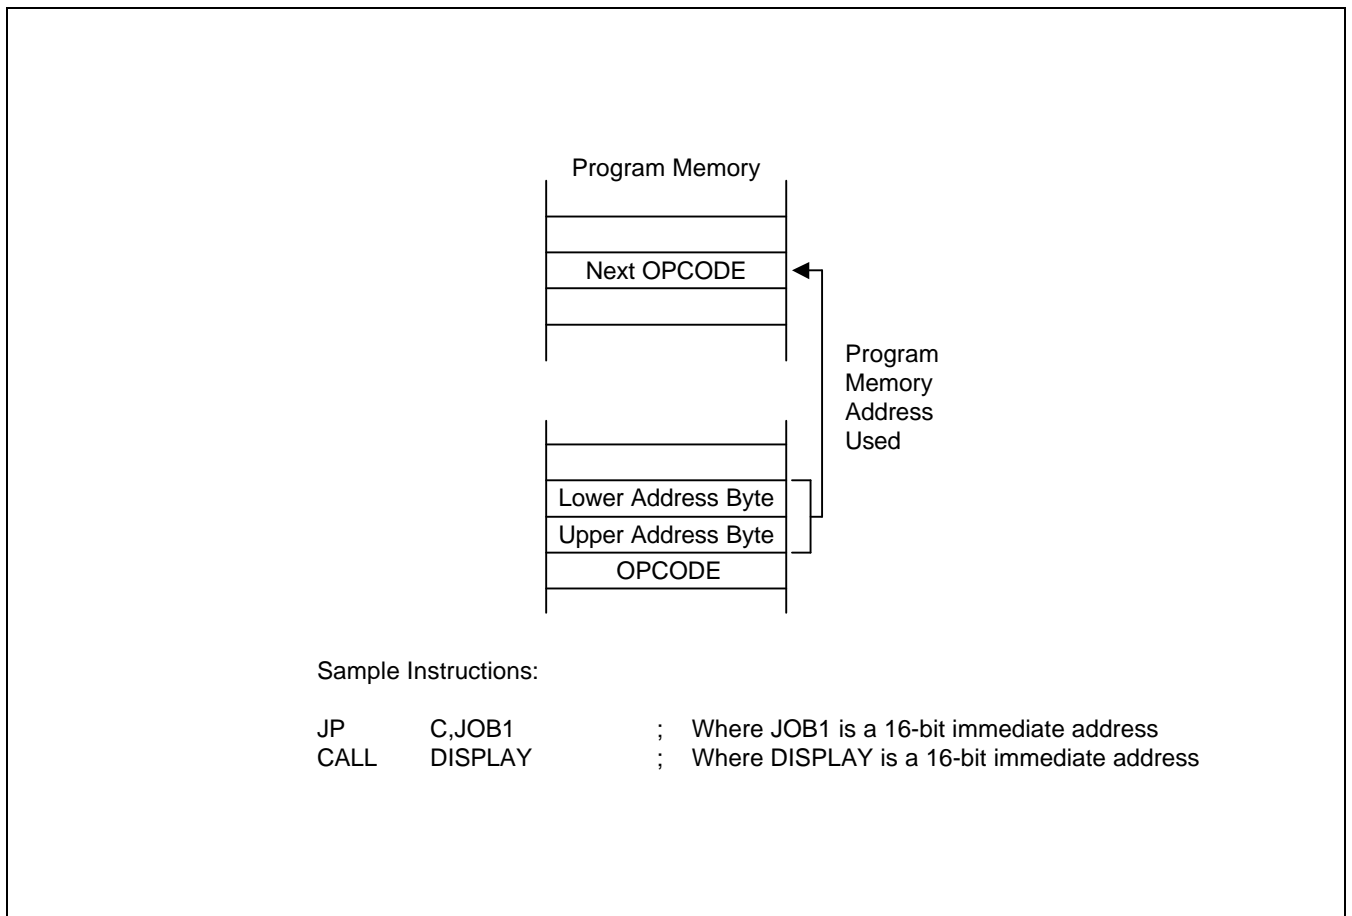 Program Memory
Next OPCODE
Program
Memory
Address
Used
Lower Address Byte
Upper Address Byte
OPCODE
Sample Instructions:
JP C,JOB1 ; Where JOB1 is a 16-bit immediate address
CALL DISPLAY ; Where DISPLAY is a 16-bit immediate address